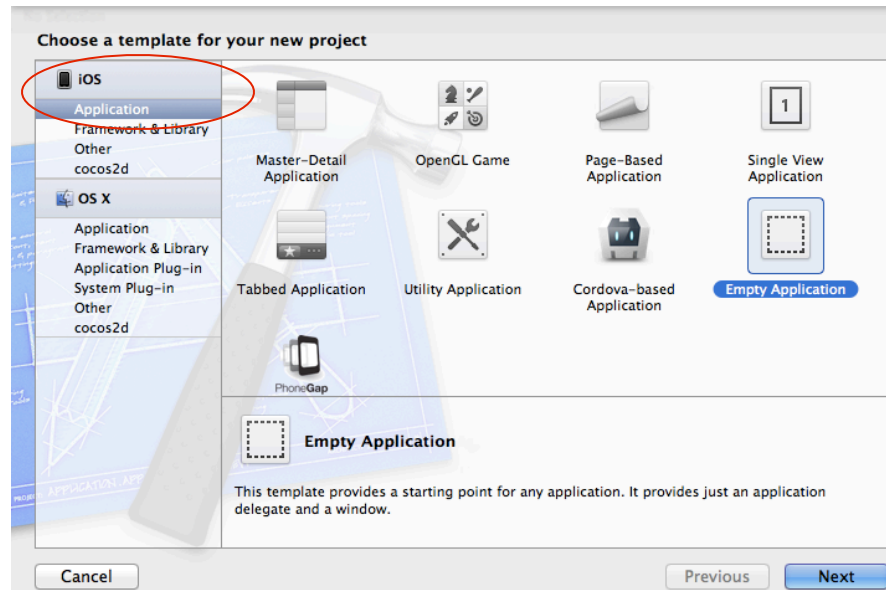 Choose a template for your new project
iOS
Application
Framework & Library
Other
cocos2d
OS X
Application
Framework & Library
Application Plug-in
System Plug-in
Other
cocos2d
Master-Detail
Application
OpenGL Game
Page-Based
Application
1
Single View
Application
Tabbed Application
Utility Application
Cordova-based
Application
Empty Application
PhoneGap
Empty Application
This template provides a starting point for any application. It provides just an application
delegate and a window.
Cancel
Previous
Next